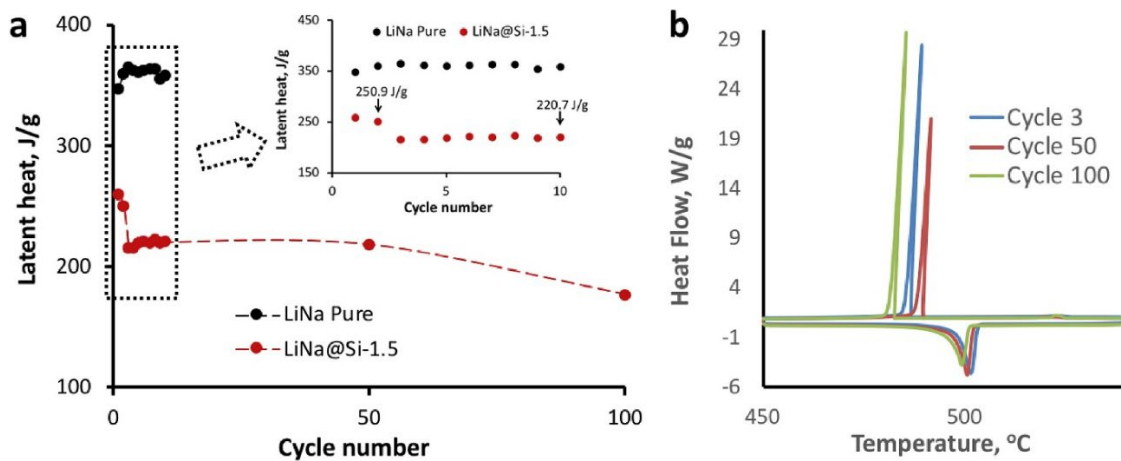 a
400
300
200
100
Latent heat, J/g
0
50
100
Cycle number
LiNa Pure
LiNa@Si-1.5
LiNa Pure
LiNa@Si-1.5
450
350
250
150
Latent heat, J/g
250.9 J/g
220.7 J/g
0
5
10
Cycle number
b
29
24
19
14
9
4
-1
-6
Heat Flow, W/g
Cycle 3
Cycle 50
Cycle 100
450
500
Temperature, °C